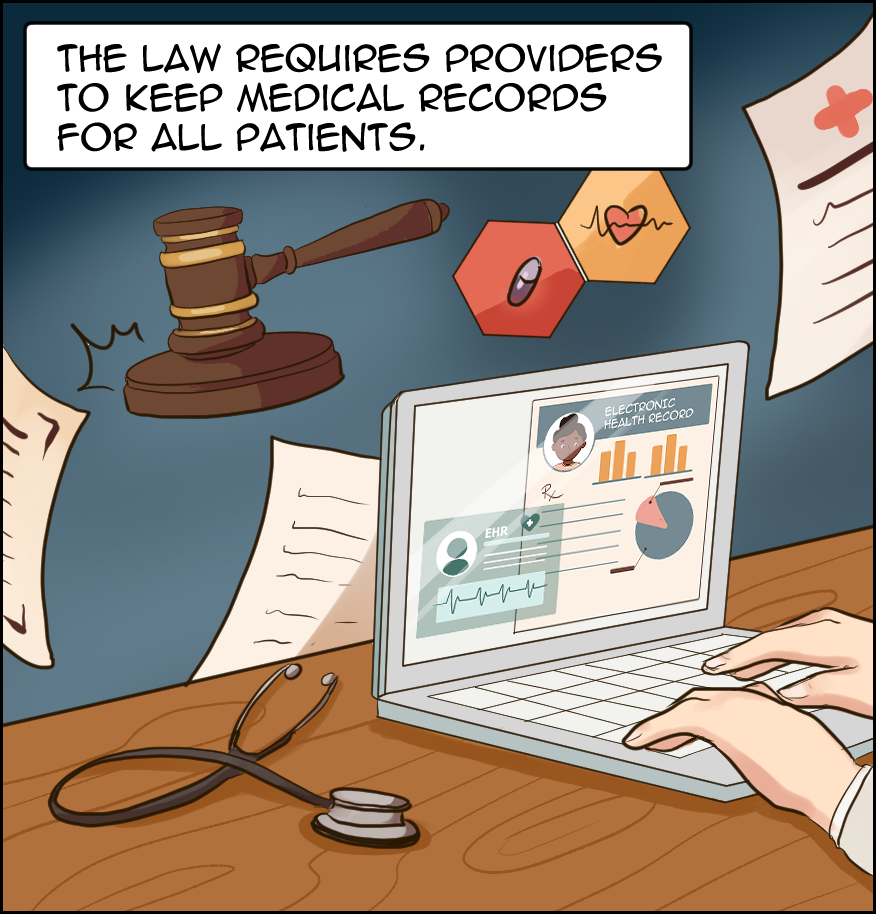 THE LAW REQUIRES PROVIDERS
TO KEEP MEDICAL RECORDS
FOR ALL PATIENTS.
ELECTRONIC
HEALTH RECORD
Rx
EHR